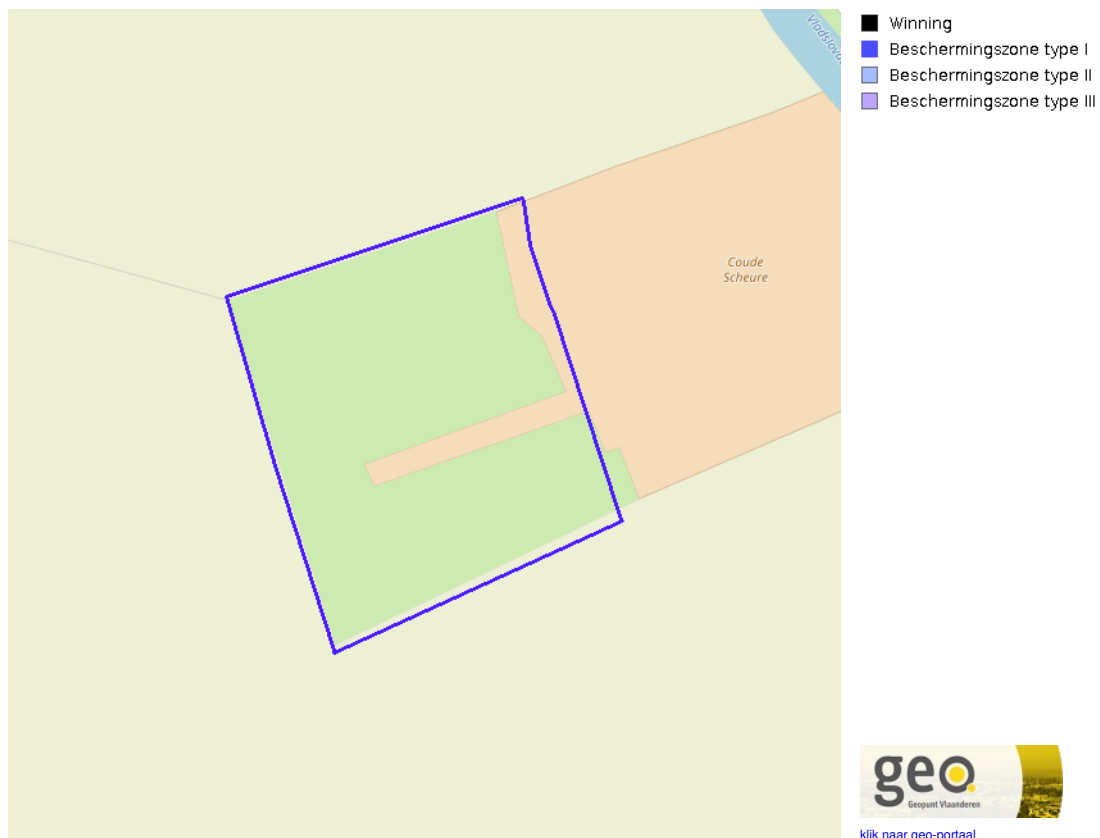 Winning
Beschermingszone type I
Beschermingszone type II
Beschermingszone type III
Coude
Scheure
geo.
Geopunt Vlaanderen
klik naar geo-portaal